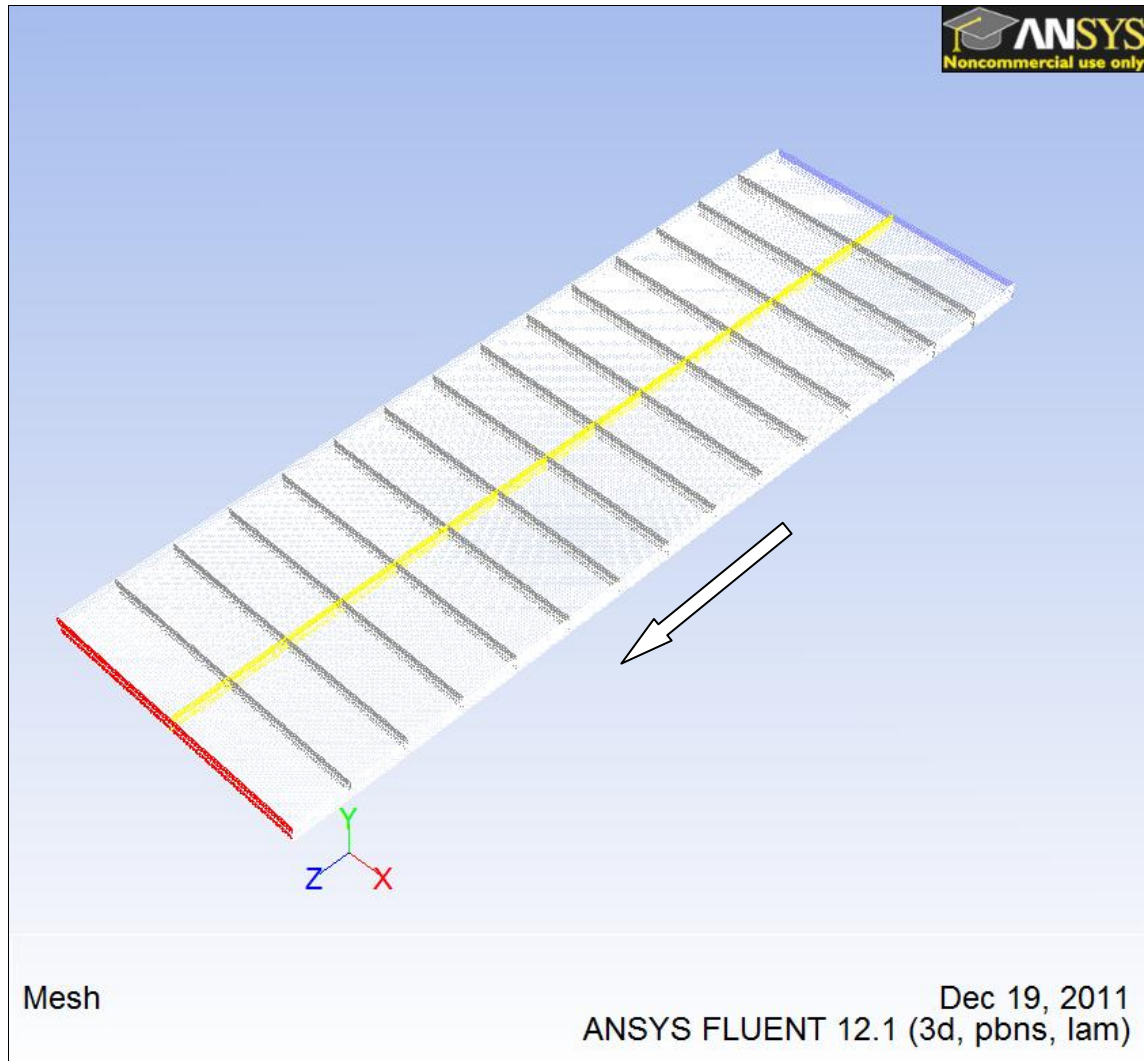 ANSYS
Noncommercial use only
Y
Z
X
Mesh
Dec 19, 2011
ANSYS FLUENT 12.1 (3d, pbns, lam)